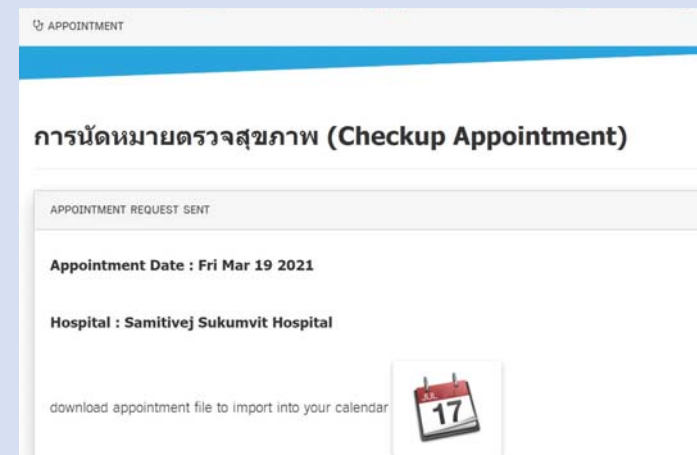 APPOINTMENT
การนัดหมายตรวจสุขภาพ (Checkup Appointment)
APPOINTMENT REQUEST SENT
Appointment Date : Fri Mar 19 2021
Hospital : Samitivej Sukumvit Hospital
download appointment file to import into your calendar
JUL
17